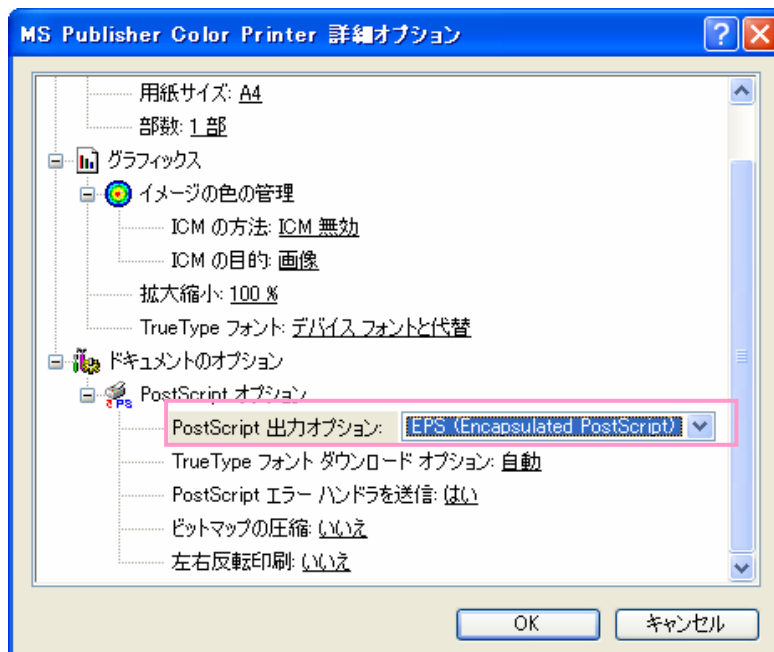 MS Publisher Color Printer 詳細オプション
用紙サイズ: A4
部数: 1 部
グラフィックス
イメージの色の管理
ICM の方法: ICM 無効
ICM の目的: 画像
拡大縮小: 100 %
TrueType フォント: デバイス フォントと代替
ドキュメントのオプション
PostScript オプション
PostScript 出力オプション: EPS (Encapsulated PostScript)
TrueType フォント ダウンロード オプション: 自動
PostScript エラー ハンドラを送信: はい
ビットマップの圧縮: いいえ
左右反転印刷: いいえ
OK キャンセル